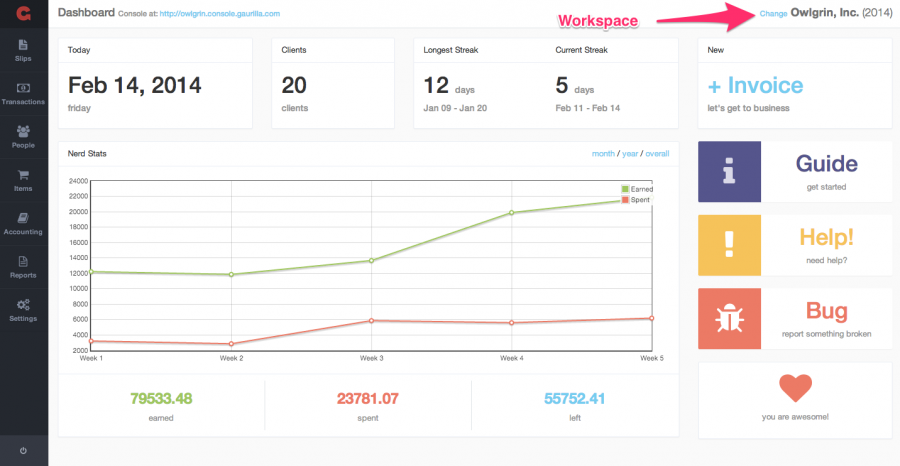 Dashboard Console at: http://owlgrin.console.gaurilla.com
Workspace
Change Owlgrin, Inc. (2014)
Slips
Transactions
People
Items
Accounting
Reports
Settings
Today
Feb 14, 2014
friday
Clients
20
clients
Longest Streak
12 days
Jan 09 - Jan 20
Current Streak
5 days
Feb 11 - Feb 14
New
+ Invoice
let's get to business
Nerd Stats
month / year / overall
24000
22000
20000
18000
16000
14000
12000
10000
8000
6000
4000
2000
Earned
Spent
Week 1 Week 2 Week 3 Week 4 Week 5
79533.48
earned
23781.07
spent
55752.41
left
Guide
get started
Help!
need help?
Bug
report something broken
you are awesome!